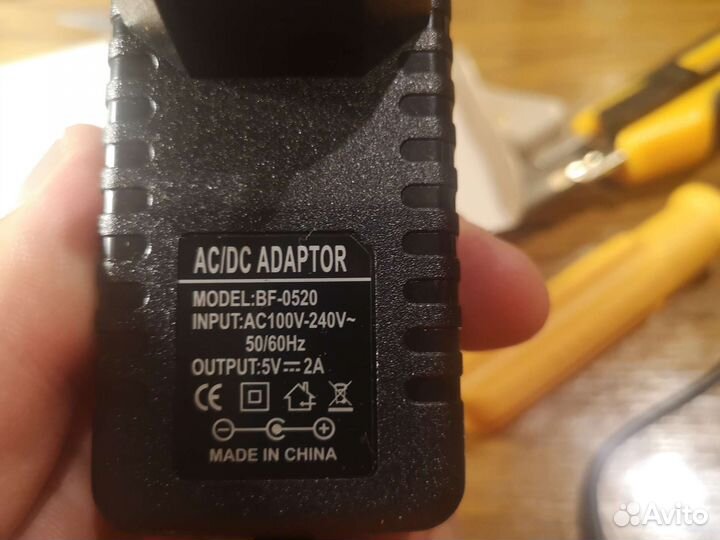 AC/DC ADAPTOR
MODEL:BF-0520
INPUT:AC100V-240V~
50/60Hz
OUTPUT:5V⎓2A
CE
MADE IN CHINA
Avito